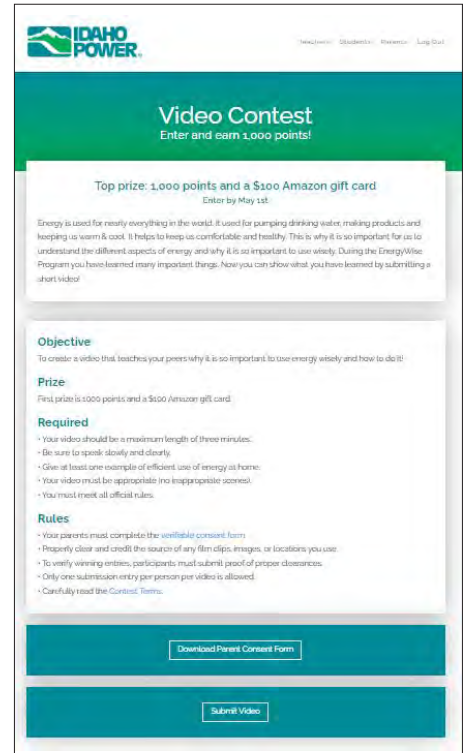 IDAHO
POWER
Teachers Students Parents Log Out
Video Contest
Enter and earn 1,000 points!
Top prize: 1,000 points and a $100 Amazon gift card
Enter by May 1st
Energy is used for nearly everything in the world. It used for pumping drinking water, making products and
keeping us warm & cool. It helps to keep us comfortable and healthy. This is why it is so important for us to
understand the different aspects of energy and why it is so important to use wisely. During the EnergyWise
Program you have learned many important things. Now you can show what you have learned by submitting a
short video!
Objective
To create a video that teaches your peers why it is so important to use energy wisely and how to do it!
Prize
First prize is 1000 points and a $100 Amazon gift card.
Required
• Your video should be a maximum length of three minutes.
• Be sure to speak slowly and clearly.
• Give at least one example of efficient use of energy at home.
• Your video must be appropriate (no inappropriate scenes).
• You must meet all official rules.
Rules
• Your parents must complete the verifiable consent form
• Properly clear and credit the source of any film clips, images, or locations you use.
• To verify winning entries, participants must submit proof of proper clearances.
• Only one submission entry per person per video is allowed.
• Carefully read the Contest Terms.
Download Parent Consent Form
Submit Video